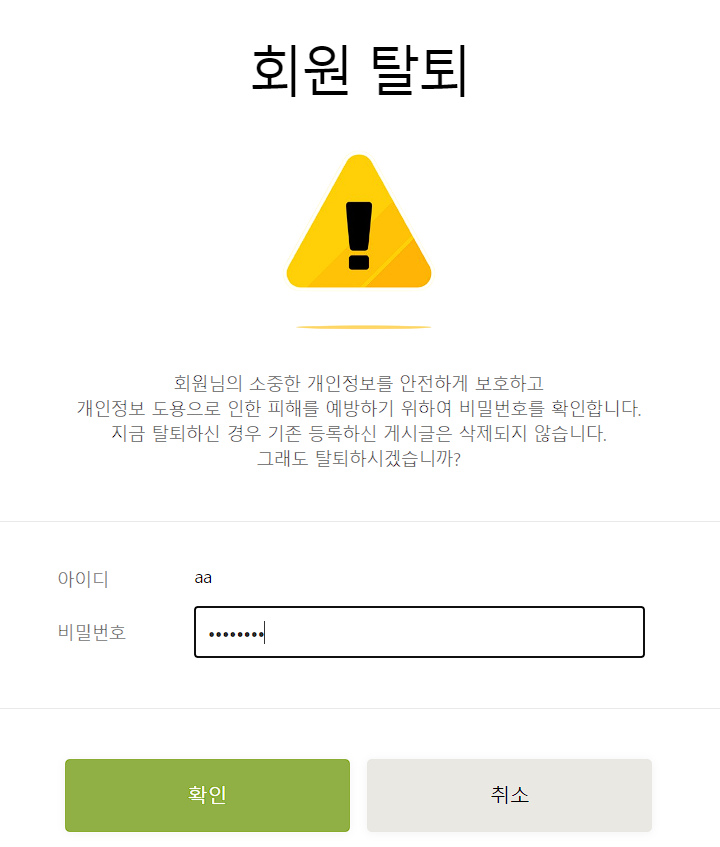 회원 탈퇴
회원님의 소중한 개인정보를 안전하게 보호하고
개인정보 도용으로 인한 피해를 예방하기 위하여 비밀번호를 확인합니다.
지금 탈퇴하신 경우 기존 등록하신 게시글은 삭제되지 않습니다.
그래도 탈퇴하시겠습니까?
아이디 aa
비밀번호 ••••••••
확인 취소